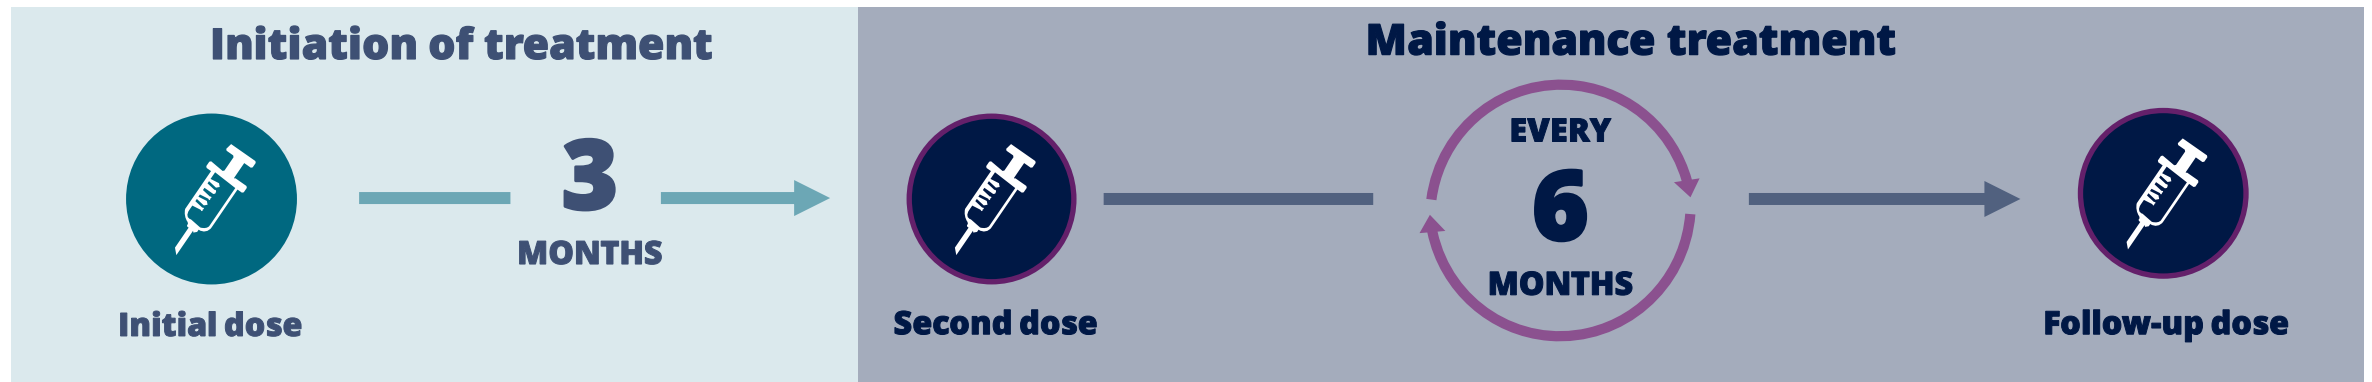 Initiation of treatment
Initial dose
3
MONTHS
Maintenance treatment
Second dose
EVERY
6
MONTHS
Follow-up dose